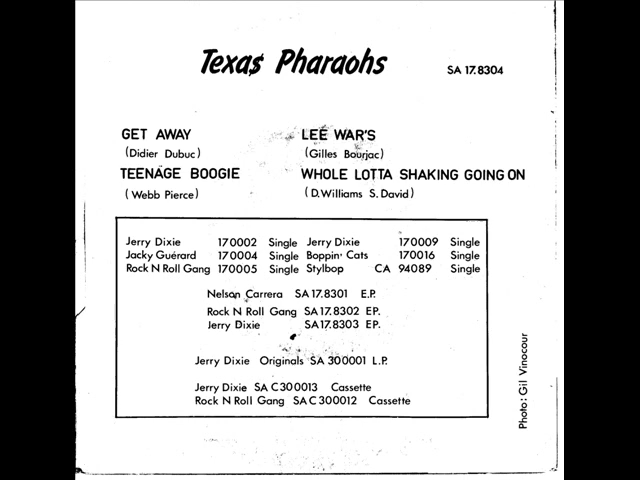 Texa$ Pharaohs
SA 17.8304
GET AWAY
(Didier Dubuc)
TEENAGE BOOGIE
(Webb Pierce)
LEE WAR'S
(Gilles Bourjac)
WHOLE LOTTA SHAKING GOING ON
(D.Williams S.David)
Jerry Dixie 170002 Single Jerry Dixie 170009 Single
Jacky Guérard 170004 Single Boppin' Cats 170016 Single
Rock N Roll Gang 170005 Single Stylbop CA 94089 Single
Nelson Carrera SA 17.8301 E.P.
Rock N Roll Gang SA 17.8302 EP.
Jerry Dixie SA 17.8303 EP.
Jerry Dixie Originals SA 300001 L.P.
Jerry Dixie SA C 300013 Cassette
Rock N Roll Gang SA C 300012 Cassette
Photo: Gil Vinocour